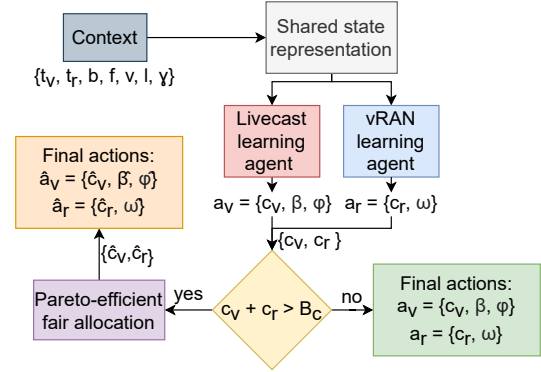 Context
Shared state
representation
{tᵥ, tᵣ, b, f, v, l, ɣ}
Livecast
learning
agent
vRAN
learning
agent
aᵥ = {cᵥ, β, φ}
aᵣ = {cᵣ, ω}
{cᵥ, cᵣ }
Final actions:
âᵥ = {ĉᵥ, β̂, φ̂}
âᵣ = {ĉᵣ, ω̂}
{ĉᵥ,ĉᵣ}
Pareto-efficient
fair allocation
yes
cᵥ + cᵣ > B꜀
no
Final actions:
aᵥ = {cᵥ, β, φ}
aᵣ = {cᵣ, ω}